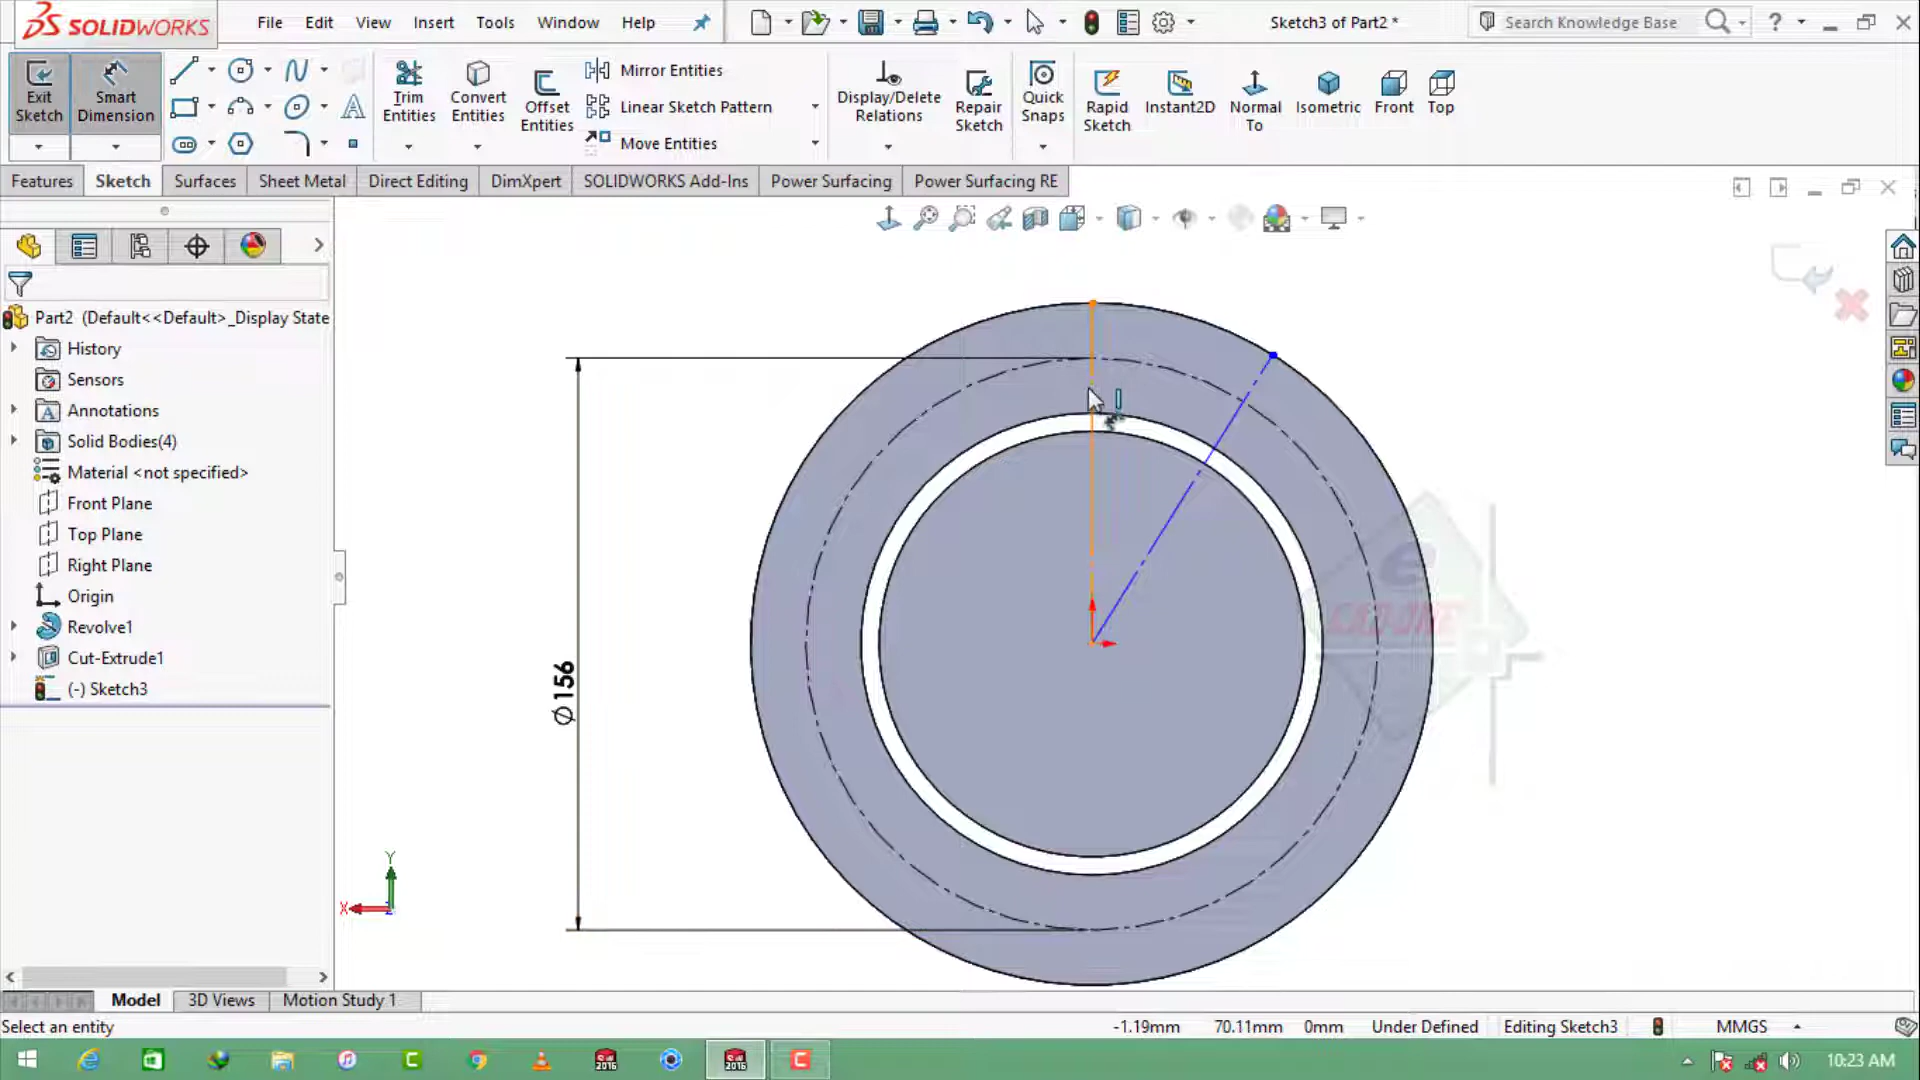 SOLIDWORKS File Edit View Insert Tools Window Help Sketch3 of Part2 * Search Knowledge Base ?
Exit Sketch Smart Dimension Trim Entities Convert Entities Offset Entities Mirror Entities Linear Sketch Pattern Move Entities Display/Delete Relations Repair Sketch Quick Snaps Rapid Sketch Instant2D Normal To Isometric Front Top
Features Sketch Surfaces Sheet Metal Direct Editing DimXpert SOLIDWORKS Add-Ins Power Surfacing Power Surfacing RE
Part2 (Default<<Default>_Display State
History
Sensors
Annotations
Solid Bodies(4)
Material <not specified>
Front Plane
Top Plane
Right Plane
Origin
Revolve1
Cut-Extrude1
(-) Sketch3
∅156
e
CAD-ONE
Y
X
Z
Model 3D Views Motion Study 1
Select an entity -1.19mm 70.11mm 0mm Under Defined Editing Sketch3 MMGS
2016 2016 10:23 AM